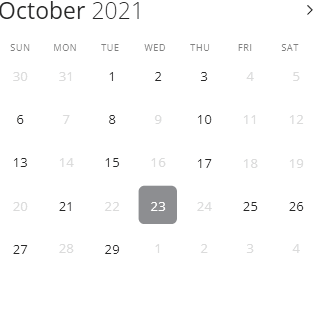 October 2021
SUN MON TUE WED THU FRI SAT
30 31 1 2 3 4 5
6 7 8 9 10 11 12
13 14 15 16 17 18 19
20 21 22 23 24 25 26
27 28 29 1 2 3 4